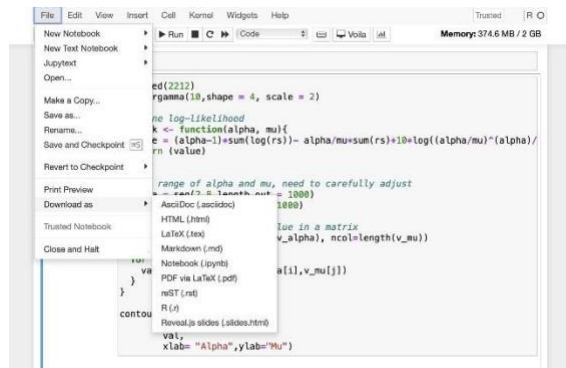 File Edit View Insert Cell Kernel Widgets Help Trusted R O
New Notebook
Run C Code Voila Memory: 374.6 MB / 2 GB
New Text Notebook
Jupytext
Open...
ed(2212)
rgamma(10,shape = 4, scale = 2)
Make a Copy...
Save as...
ne log-likelihood
Rename...
k <- function(alpha, mu){
Save and Checkpoint
e = (alpha-1)*sum(log(rs))- alpha/mu*sum(rs)+10*log((alpha/mu)^(alpha)/
rn (value)
Revert to Checkpoint
Print Preview
range of alpha and mu, need to carefully adjust
Download as
AsciiDoc (.asciidoc)
HTML (.html)
Trusted Notebook
LaTeX (.tex)
lue in a matrix
v_alpha), ncol=length(v_mu))
Markdown (.md)
Close and Halt
Notebook (.ipynb)
va
a[i],v_mu[j])
PDF via LaTeX (.pdf)
}
reST (.rst)
}
R (.r)
contou
Reveal.js slides (.slides.html)
val,
xlab= "Alpha",ylab="Mu")